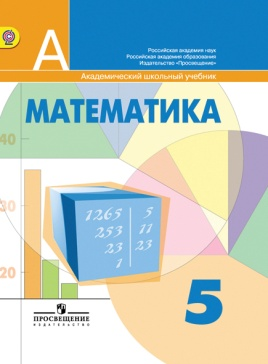 А
Российская академия наук
Российская академия образования
Издательство «Просвещение»
Академический школьный учебник
МАТЕМАТИКА
40
30
20
1265 5
253 11
23 23
1
5
ПРОСВЕЩЕНИЕ
ИЗДАТЕЛЬСТВО